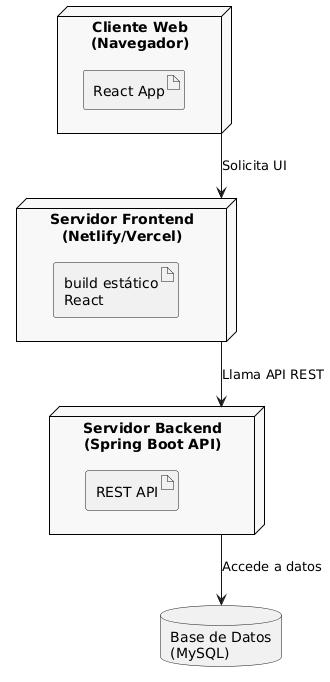 Cliente Web
(Navegador)
React App
Solicita UI
Servidor Frontend
(Netlify/Vercel)
build estático
React
Llama API REST
Servidor Backend
(Spring Boot API)
REST API
Accede a datos
Base de Datos
(MySQL)